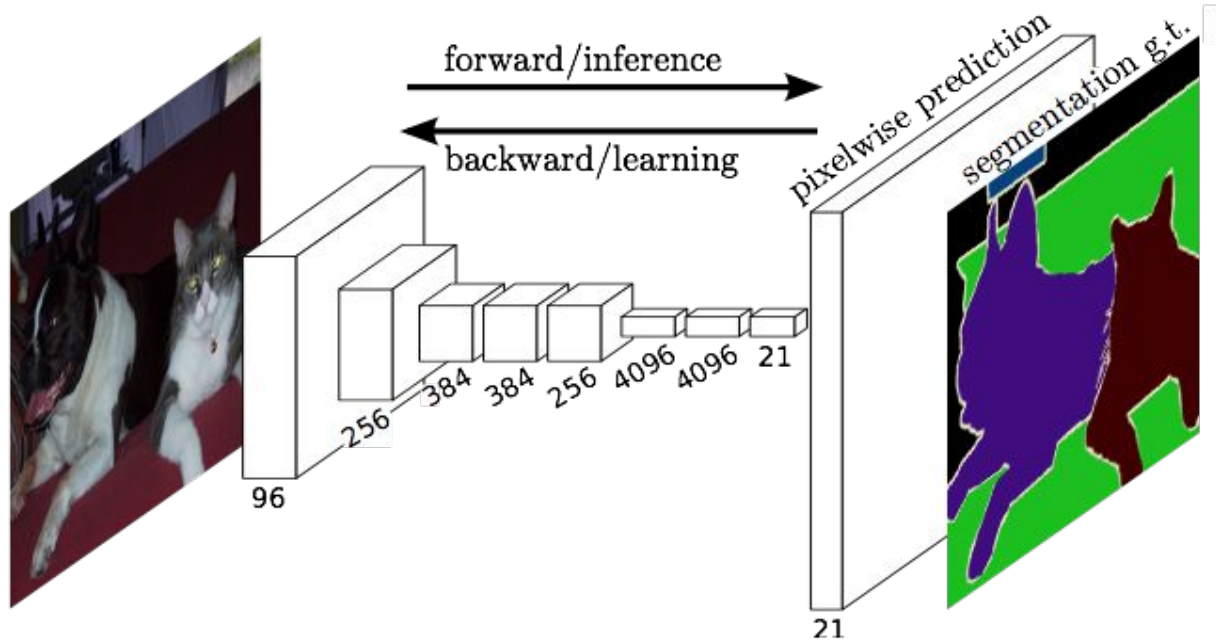 forward/inference
backward/learning
pixelwise prediction
segmentation g.t.
96
256
384
384
256
4096
4096
21
21